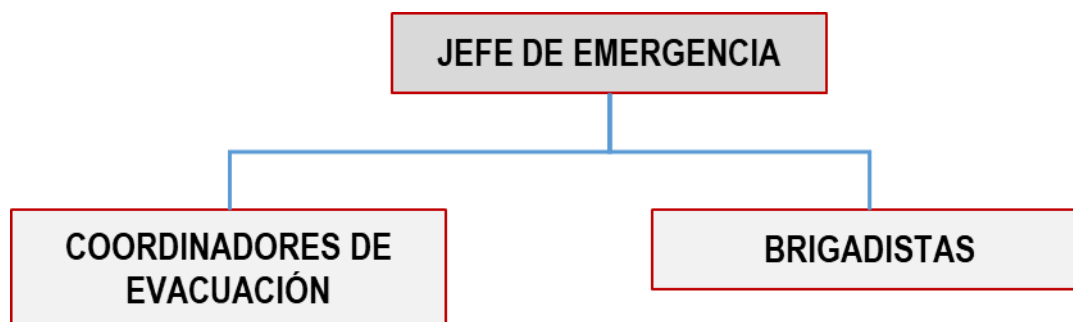 JEFE DE EMERGENCIA
COORDINADORES DE
EVACUACIÓN
BRIGADISTAS